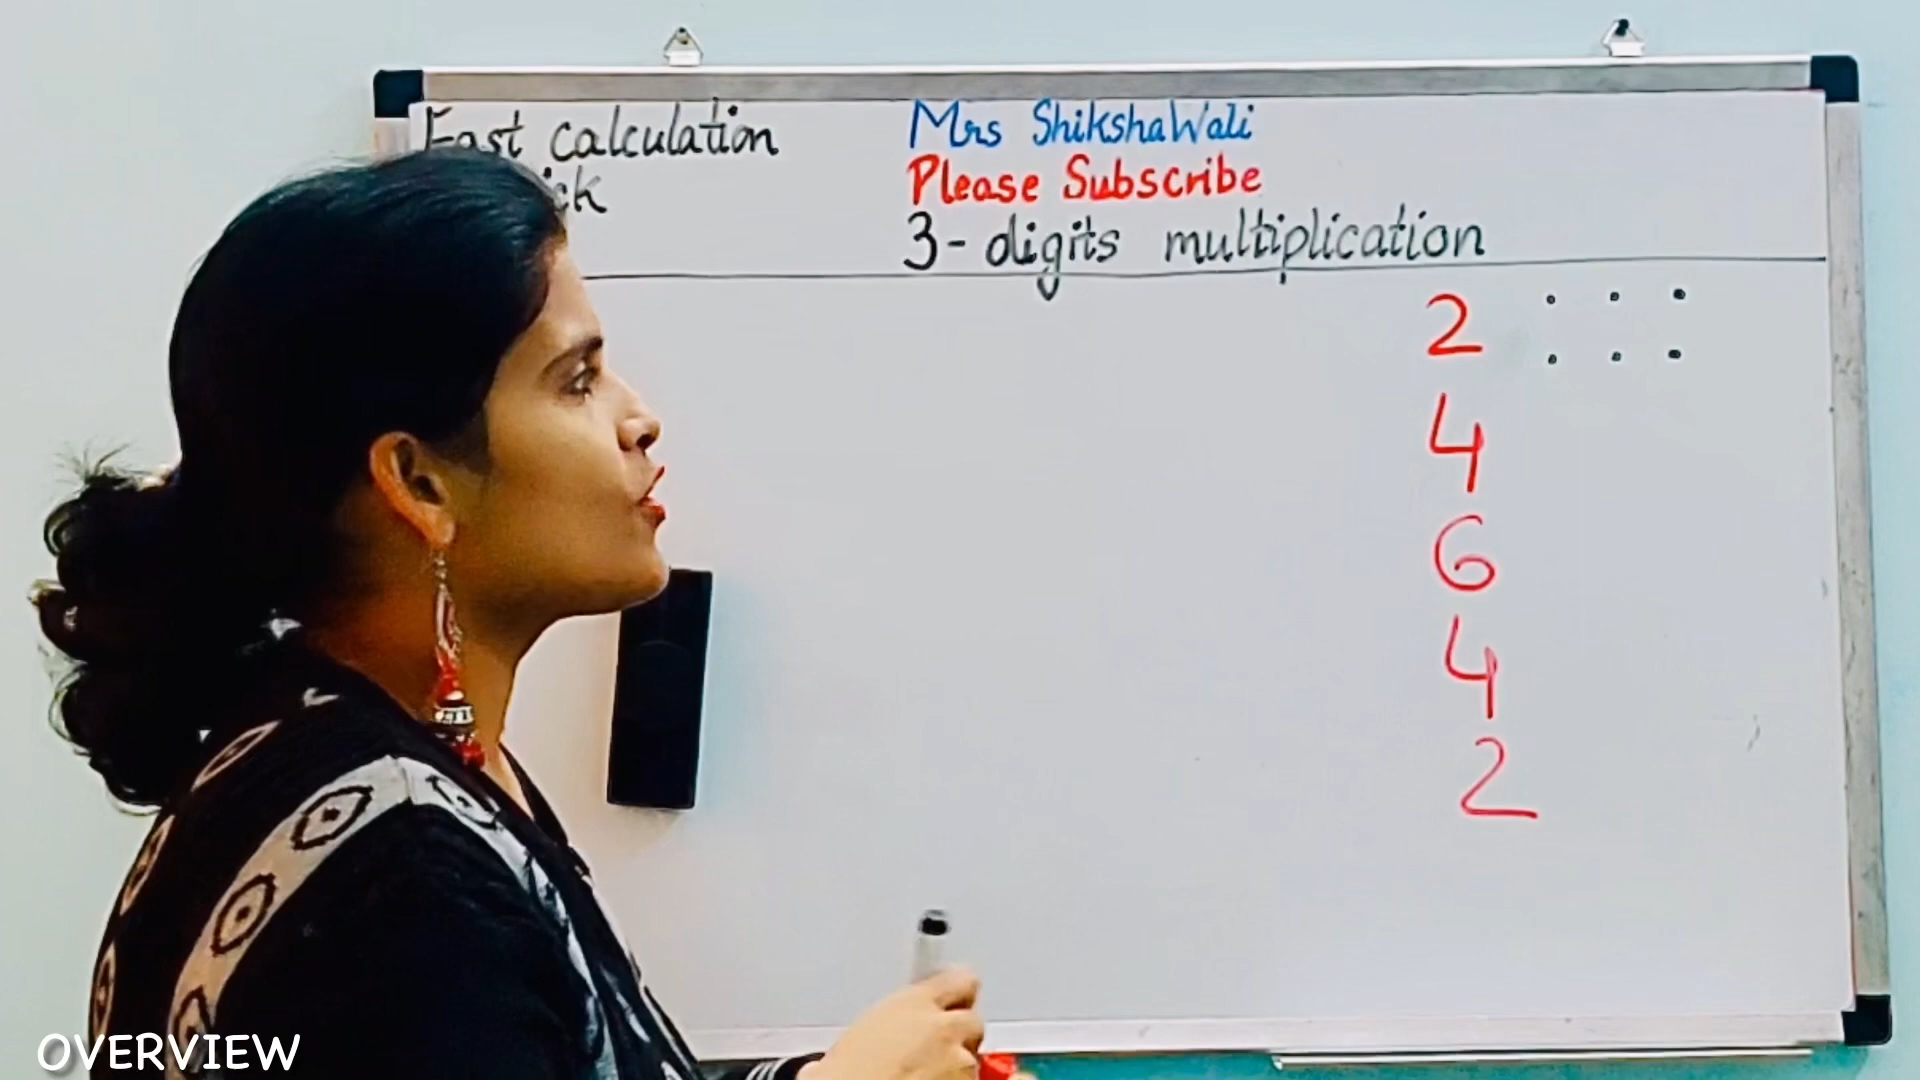 Fast calculation
Mrs ShikshaWali
Please Subscribe
3- digits multiplication
2
4
6
4
2
OVERVIEW